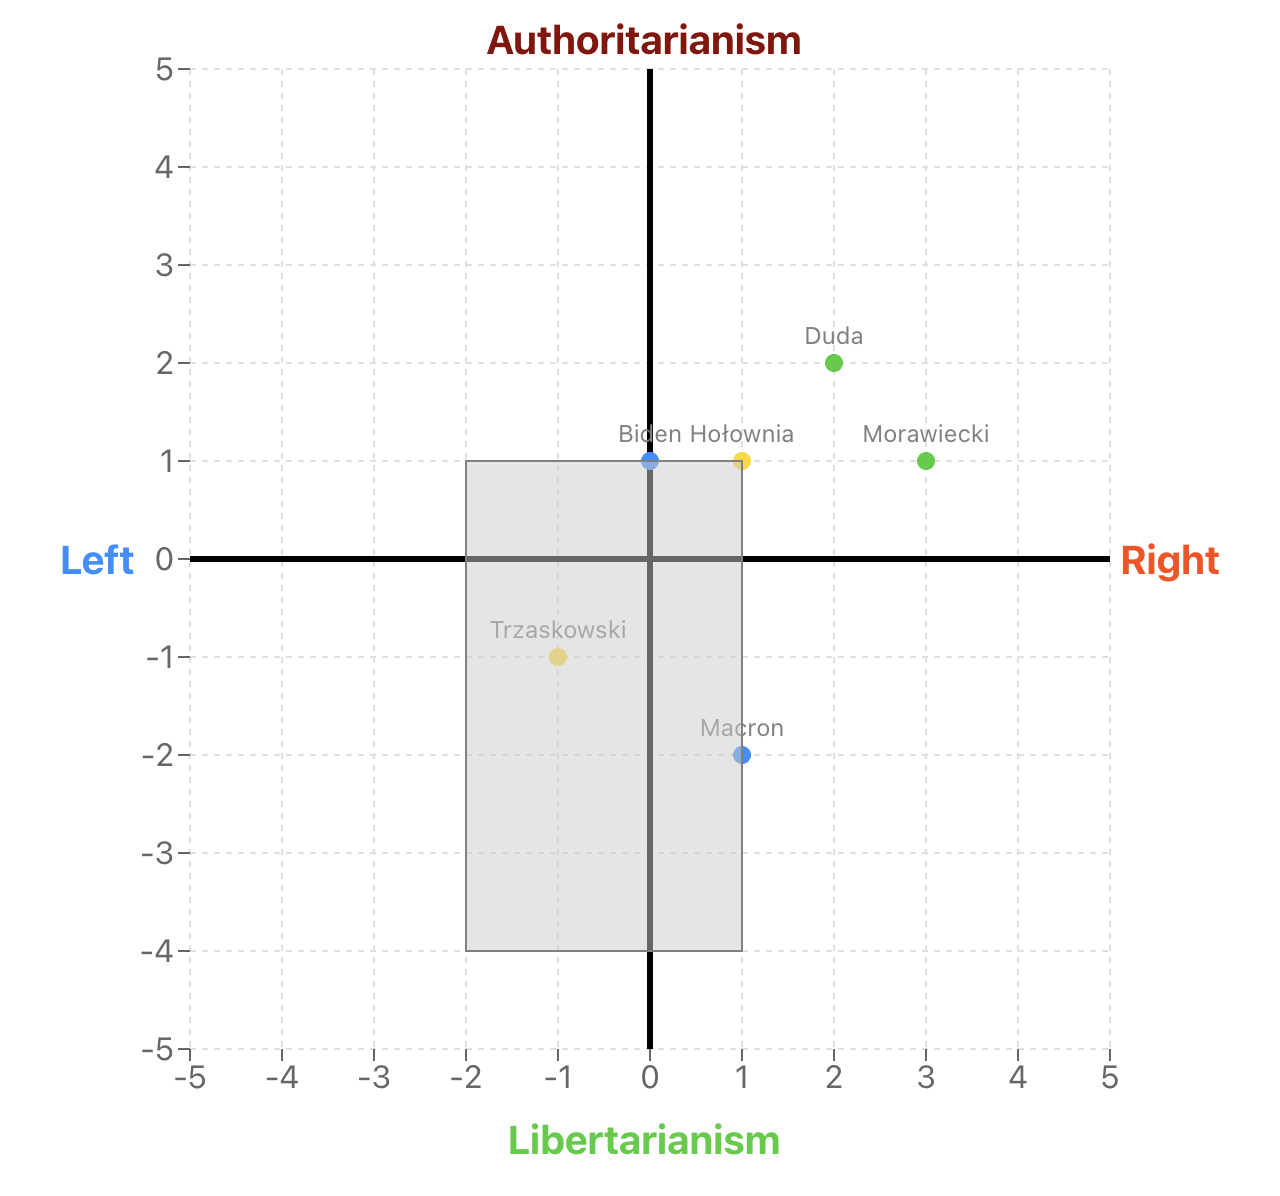 Authoritarianism
5
4
3
Duda
2
Biden Hołownia Morawiecki
1
Left 0 Right
Trzaskowski
-1
Macron
-2
-3
-4
-5
-5 -4 -3 -2 -1 0 1 2 3 4 5
Libertarianism